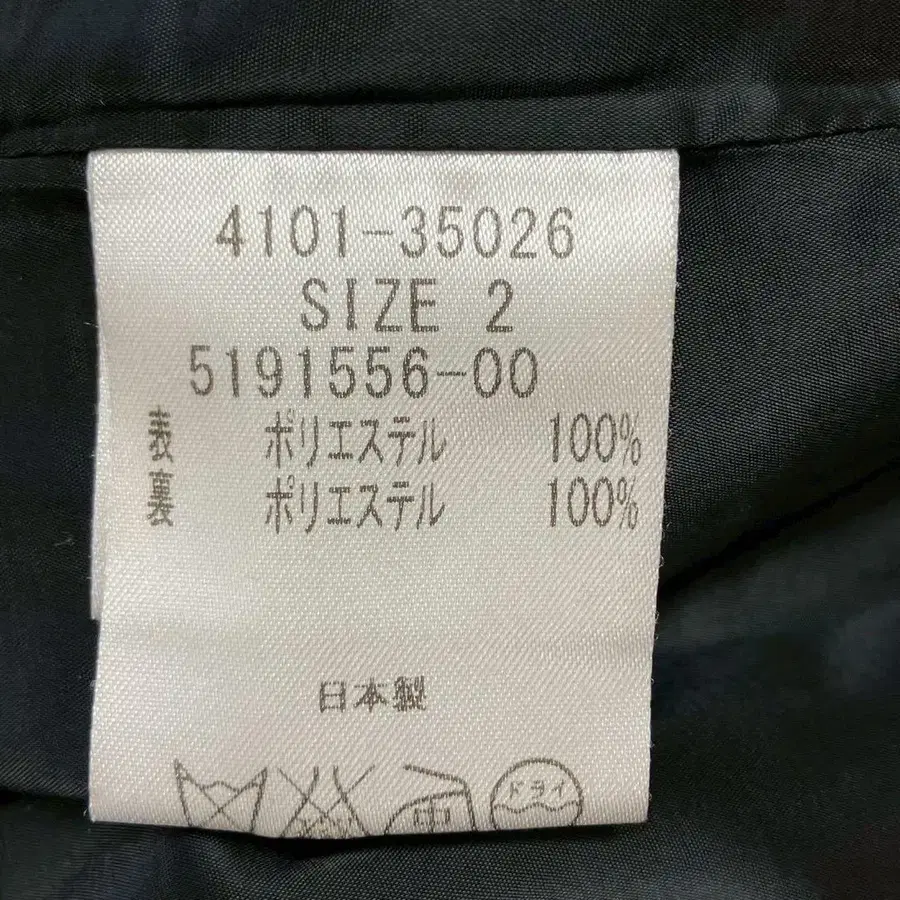 4101-35026
SIZE 2
5191556-00
表 ポリエステル 100%
裏 ポリエステル 100%
日本製
中 ドライ